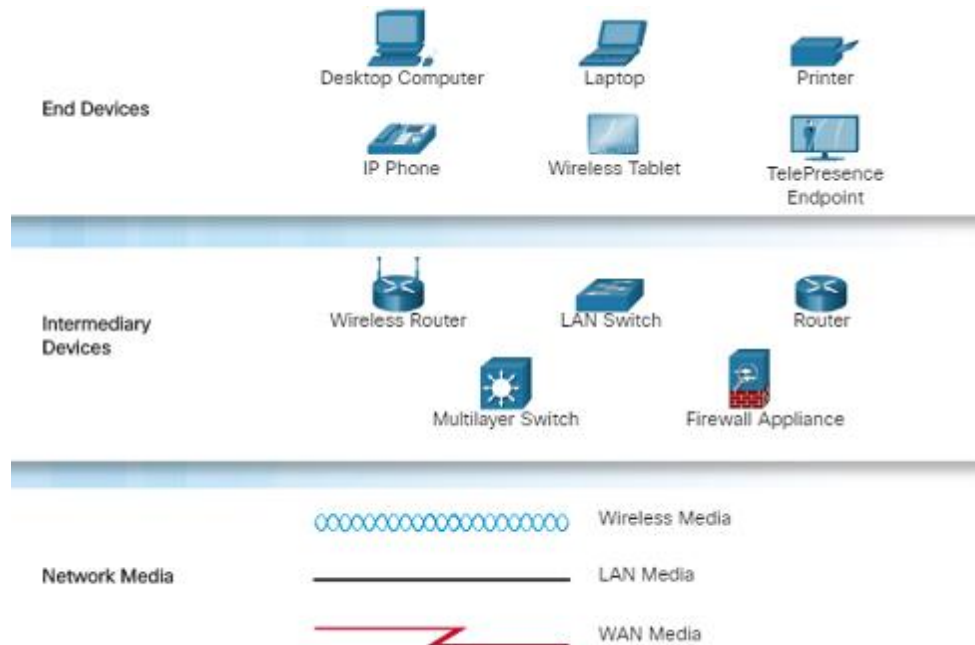 End Devices
Desktop Computer
Laptop
Printer
IP Phone
Wireless Tablet
TelePresence
Endpoint
Intermediary
Devices
Wireless Router
LAN Switch
Router
Multilayer Switch
Firewall Appliance
Network Media
Wireless Media
LAN Media
WAN Media